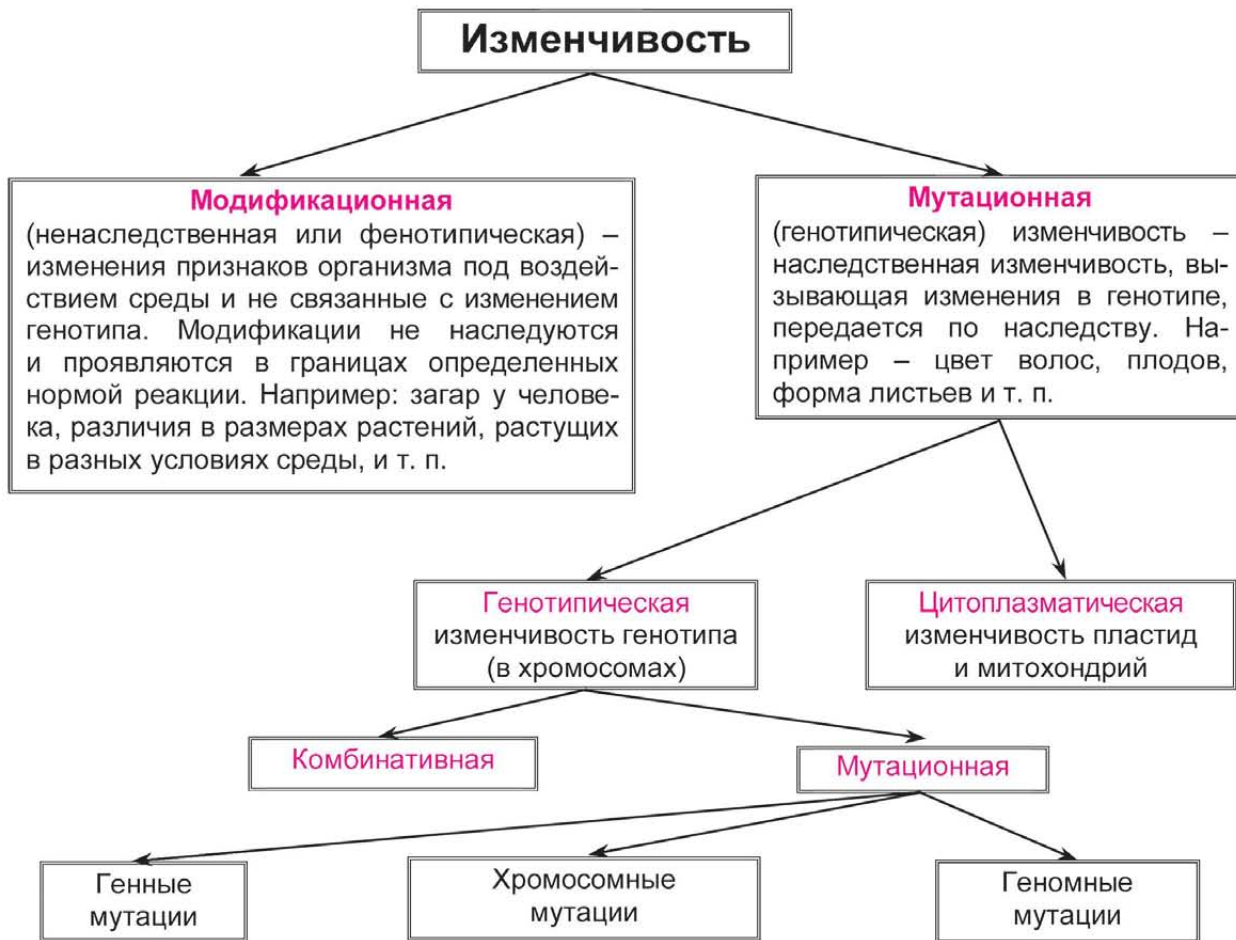 Изменчивость
Модификационная
(ненаследственная или фенотипическая) –
изменения признаков организма под воздей-
ствием среды и не связанные с изменением
генотипа. Модификации не наследуются
и проявляются в границах определенных
нормой реакции. Например: загар у челове-
ка, различия в размерах растений, растущих
в разных условиях среды, и т. п.
Мутационная
(генотипическая) изменчивость –
наследственная изменчивость, вы-
зывающая изменения в генотипе,
передается по наследству. На-
пример – цвет волос, плодов,
форма листьев и т. п.
Генотипическая
изменчивость генотипа
(в хромосомах)
Цитоплазматическая
изменчивость пластид
и митохондрий
Комбинативная
Мутационная
Генные
мутации
Хромосомные
мутации
Геномные
мутации